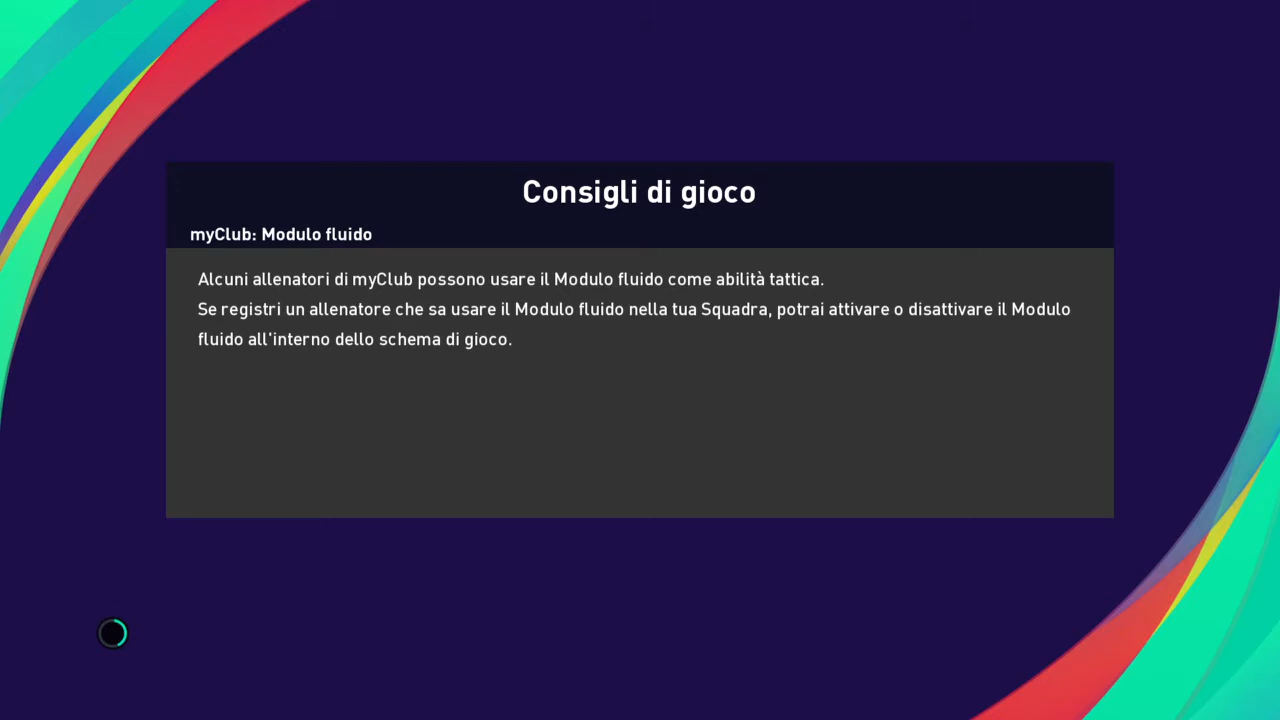 Consigli di gioco
myClub: Modulo fluido
Alcuni allenatori di myClub possono usare il Modulo fluido come abilità tattica.
Se registri un allenatore che sa usare il Modulo fluido nella tua Squadra, potrai attivare o disattivare il Modulo
fluido all'interno dello schema di gioco.